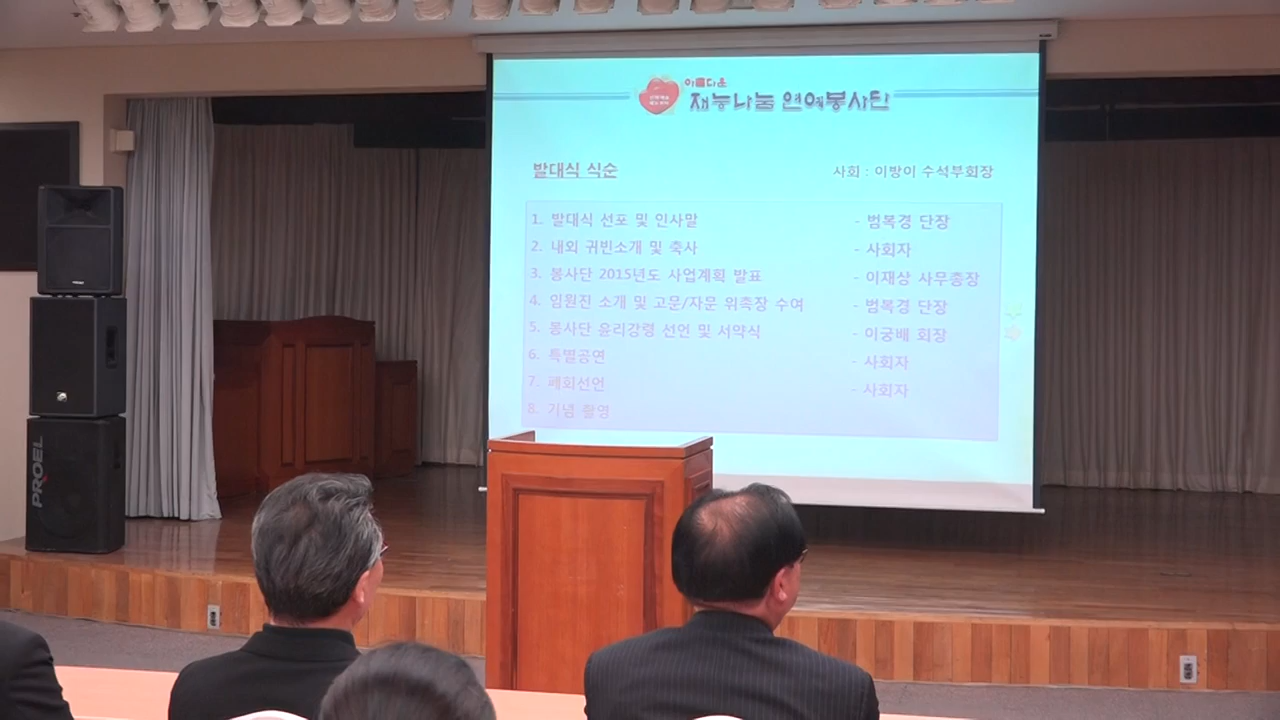 아름다운
재능나눔 연예봉사단
발대식 식순
사회 : 이방이 수석부회장
1. 발대식 선포 및 인사말 - 범복경 단장
2. 내외 귀빈소개 및 축사 - 사회자
3. 봉사단 2015년도 사업계획 발표 - 이재상 사무총장
4. 임원진 소개 및 고문/자문 위촉장 수여 - 범복경 단장
5. 봉사단 윤리강령 선언 및 서약식 - 이궁배 회장
6. 특별공연 - 사회자
7. 폐회선언 - 사회자
8. 기념 촬영
PROEL